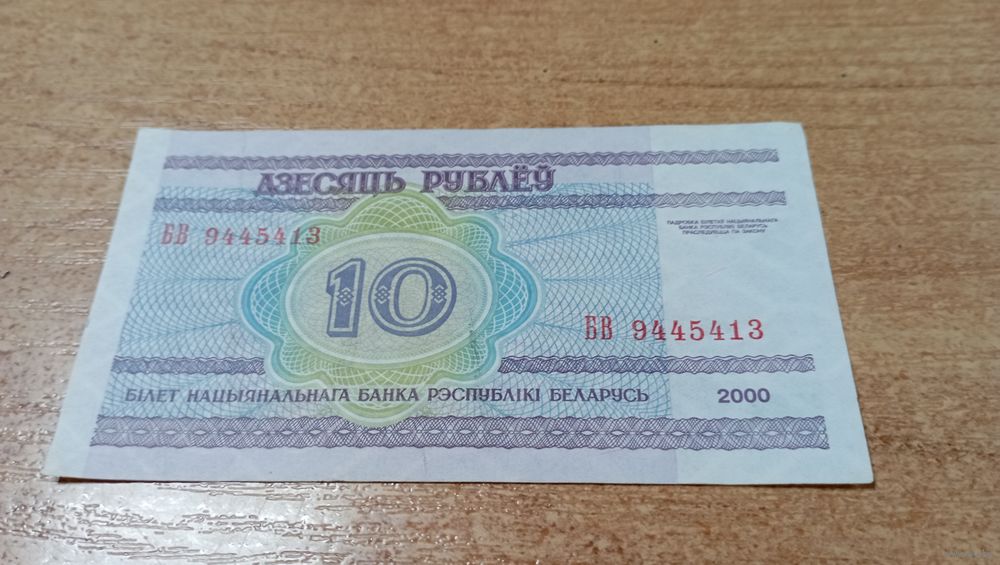 ДЗЕСЯЦЬ РУБЛЁЎ
ПАДРОБКА БІЛЕТАЎ НАЦЫЯНАЛЬНАГА
БАНКА РЭСПУБЛІКІ БЕЛАРУСЬ
ПРАСЛЕДУЕЦЦА ПА ЗАКОНУ
БВ 9445413
10
БВ 9445413
БІЛЕТ НАЦЫЯНАЛЬНАГА БАНКА РЭСПУБЛІКІ БЕЛАРУСЬ 2000